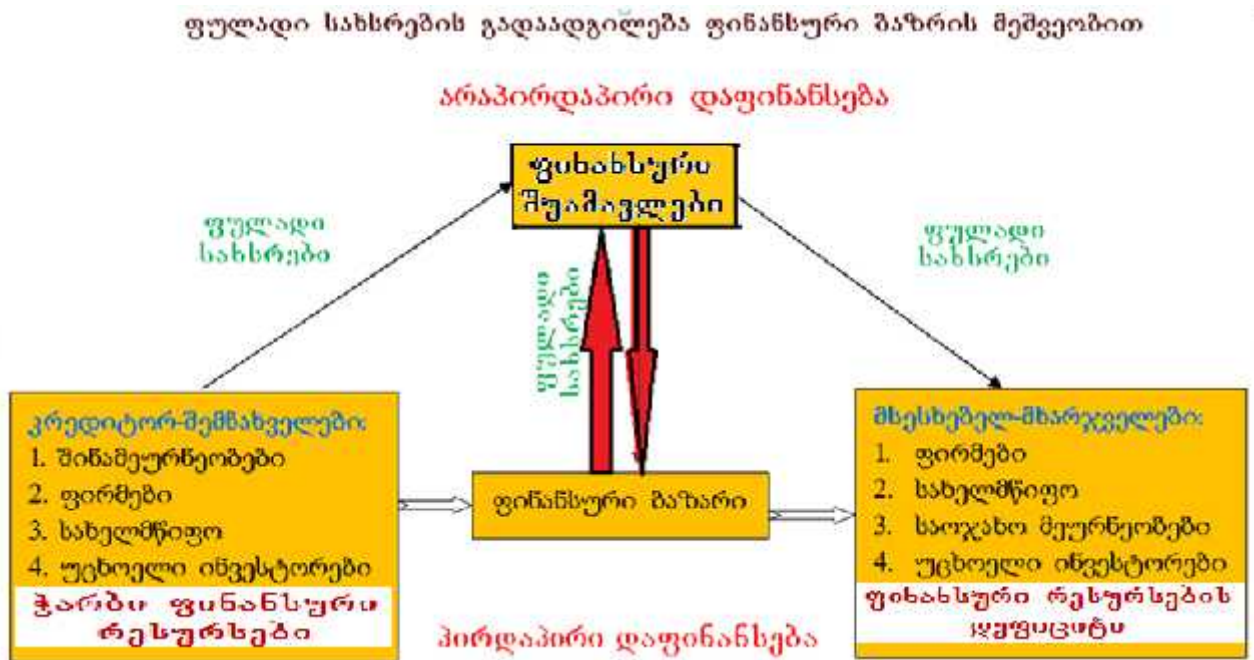 ფულადი სახსრების გადაადგილება ფინანსური ბაზრის მეშვეობით
არაპირდაპირი დაფინანსება
ფინანსური
შუამავლები
ფულადი
სახსრები
ფულადი
სახსრები
ფულადი
სახსრები
კრედიტორ-შემნახველები:
1. შინამეურნეობები
2. ფირმები
3. სახელმწიფო
4. უცხოელი ინვესტორები
ჭარბი ფინანსური
რესურსები
ფინანსური ბაზარი
მსესხებელ-მხარჯველები:
1. ფირმები
2. სახელმწიფო
3. საოჯახო მეურნეობები
4. უცხოელი ინვესტორები
ფინანსური რესურსების
დეფიციტი
პირდაპირი დაფინანსება